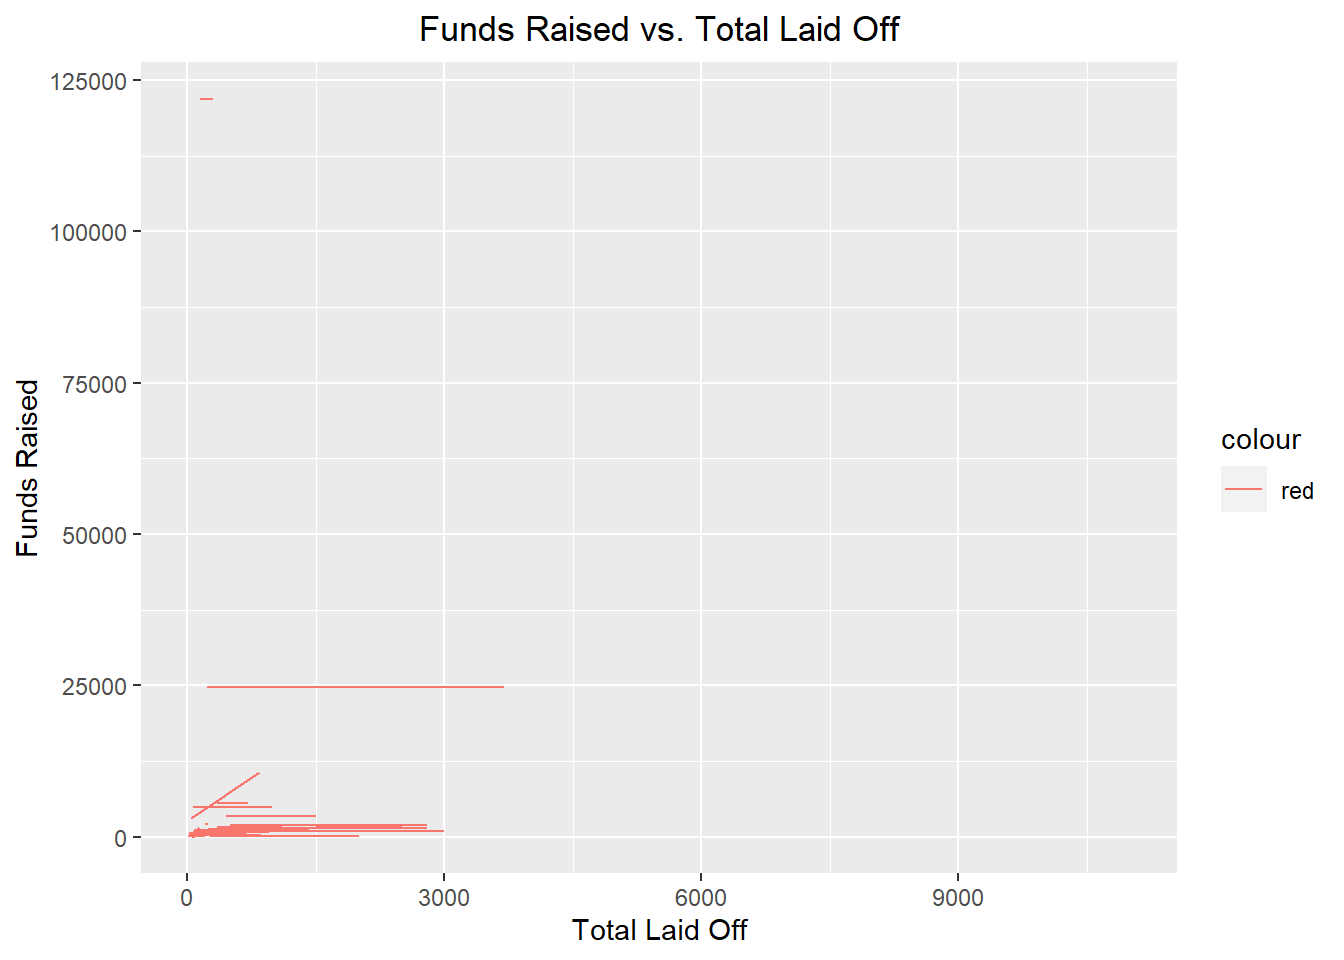 Funds Raised vs. Total Laid Off
125000
100000
75000
50000
25000
0
Funds Raised
0 3000 6000 9000
Total Laid Off
colour
red